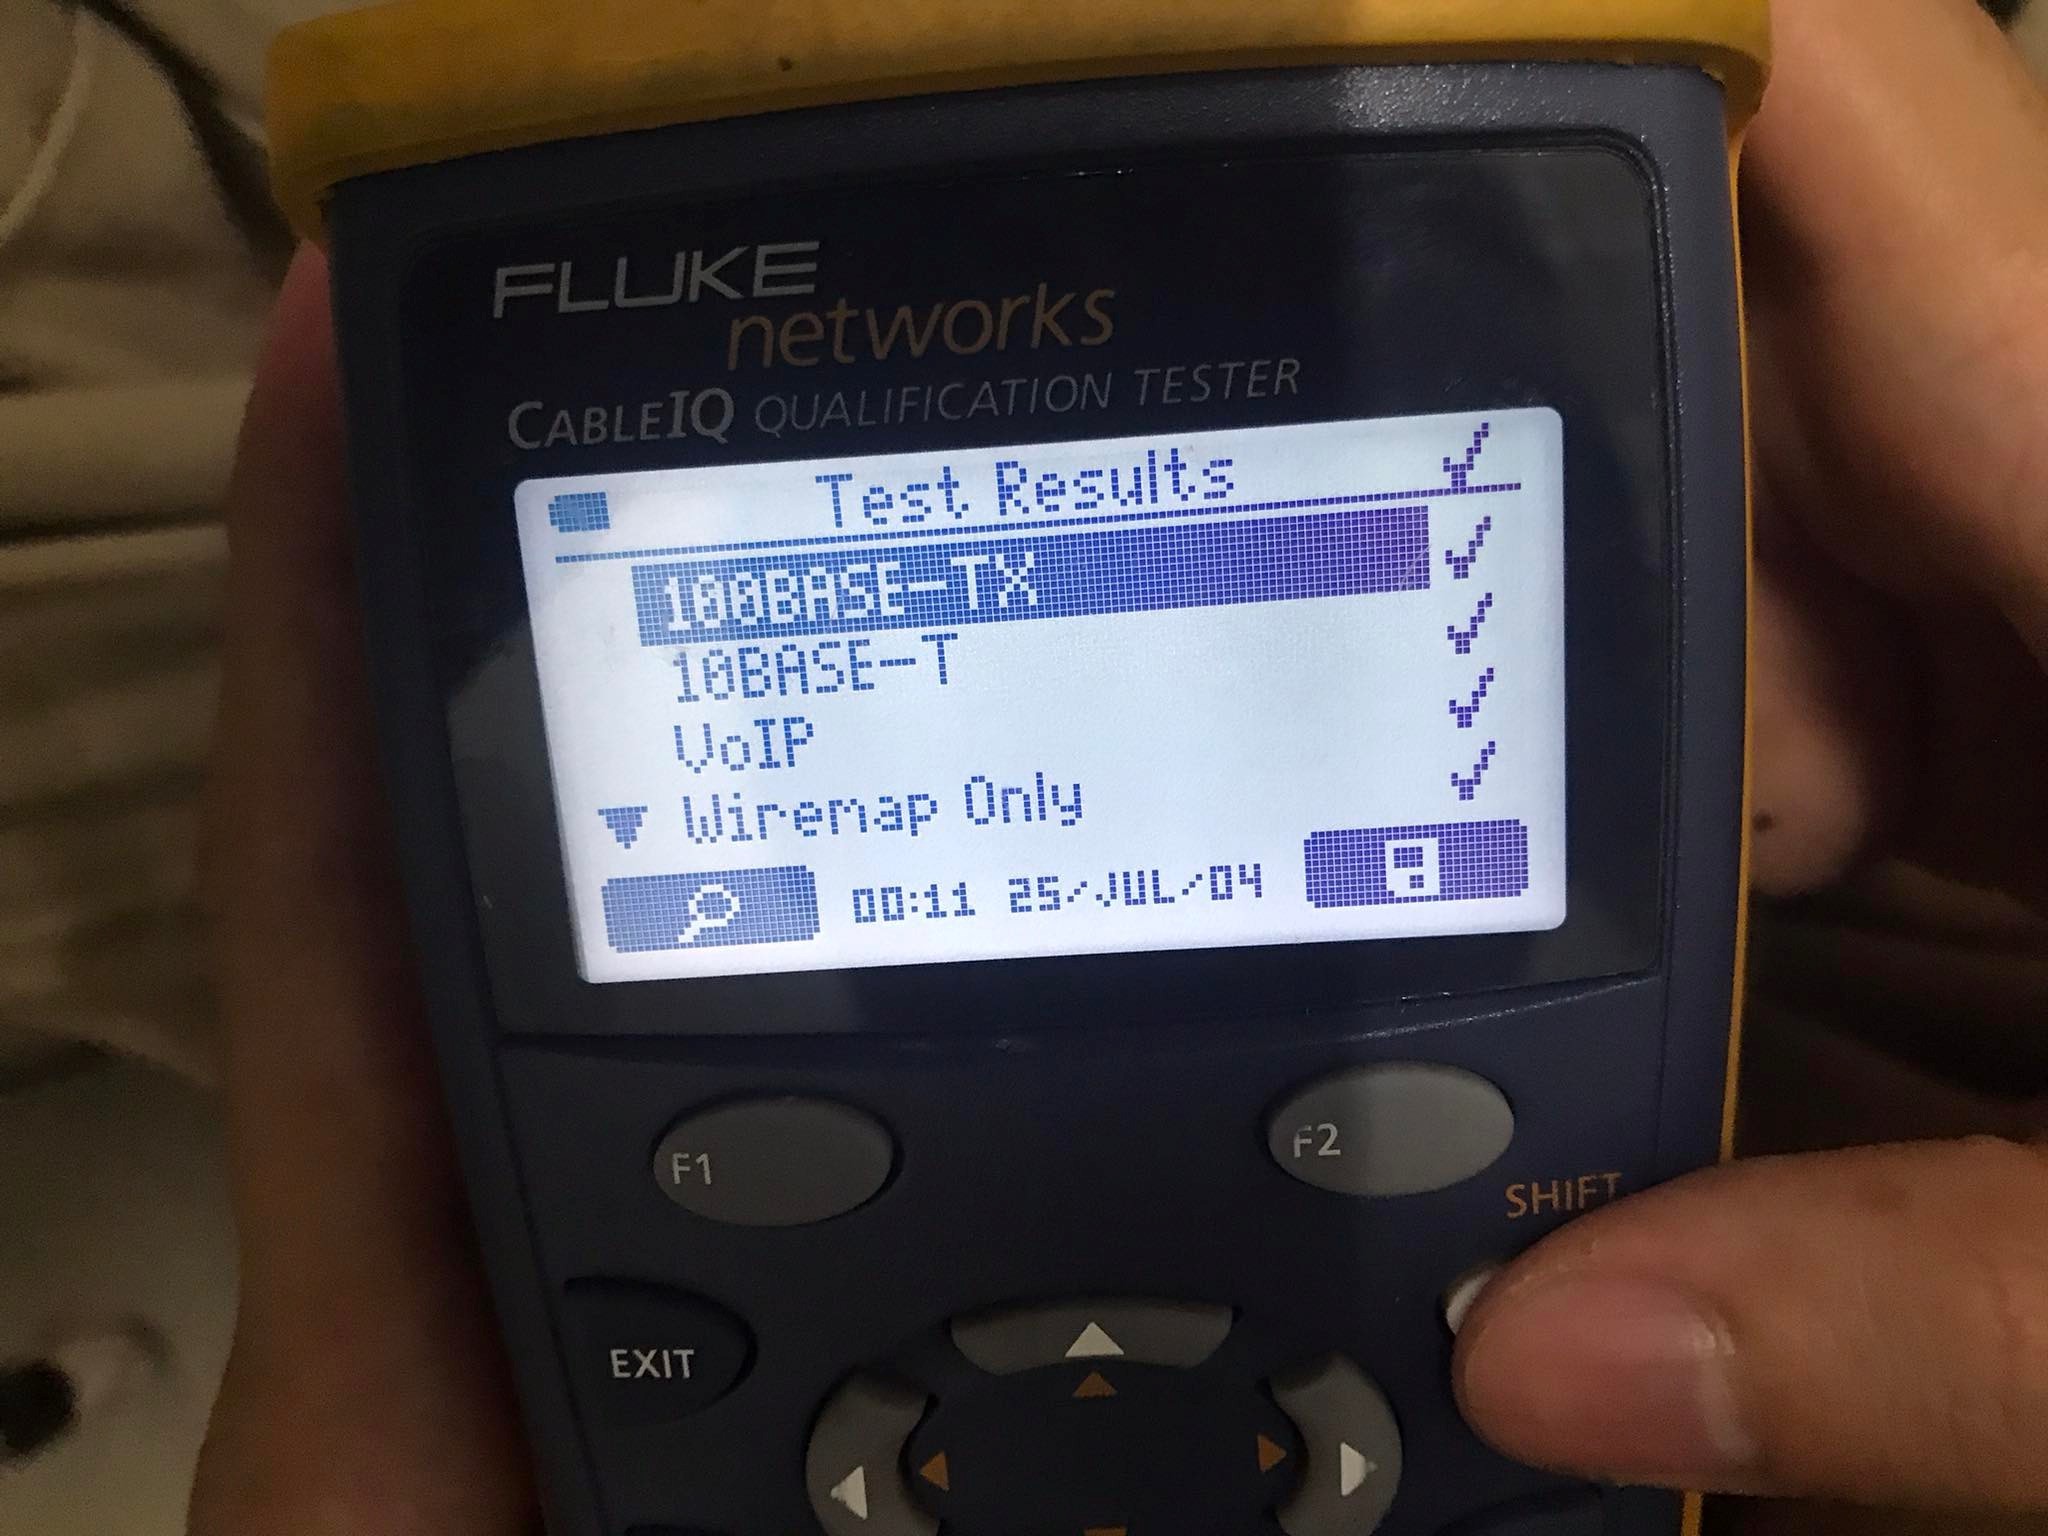 FLUKE
networks
CABLEIQ QUALIFICATION TESTER
Test Results
100BASE-TX
10BASE-T
VoIP
Wiremap Only
00:11 25/JUL/04
F1
F2
SHIFT
EXIT